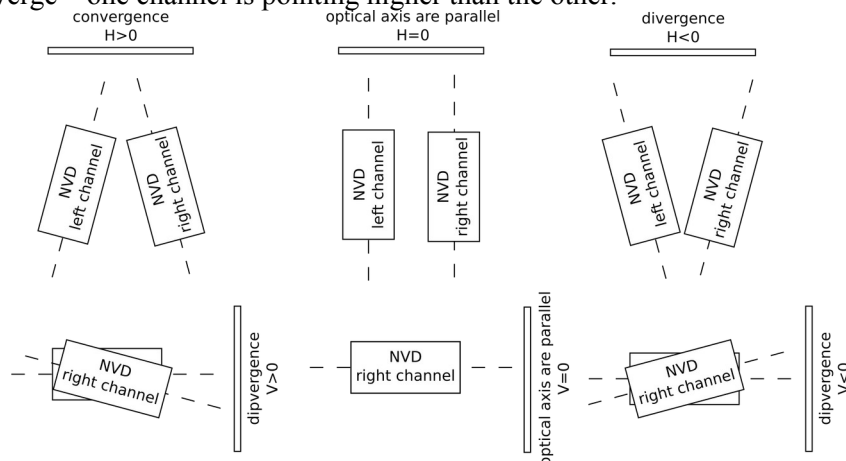 verge – one channel is pointing higher than the other.
convergence
H>0
optical axis are parallel
H=0
divergence
H<0
NVD
left channel
NVD
right channel
NVD
left channel
NVD
right channel
NVD
left channel
NVD
right channel
NVD
right channel
dipvergence
V>0
NVD
right channel
optical axis are parallel
V=0
NVD
right channel
dipvergence
V<0